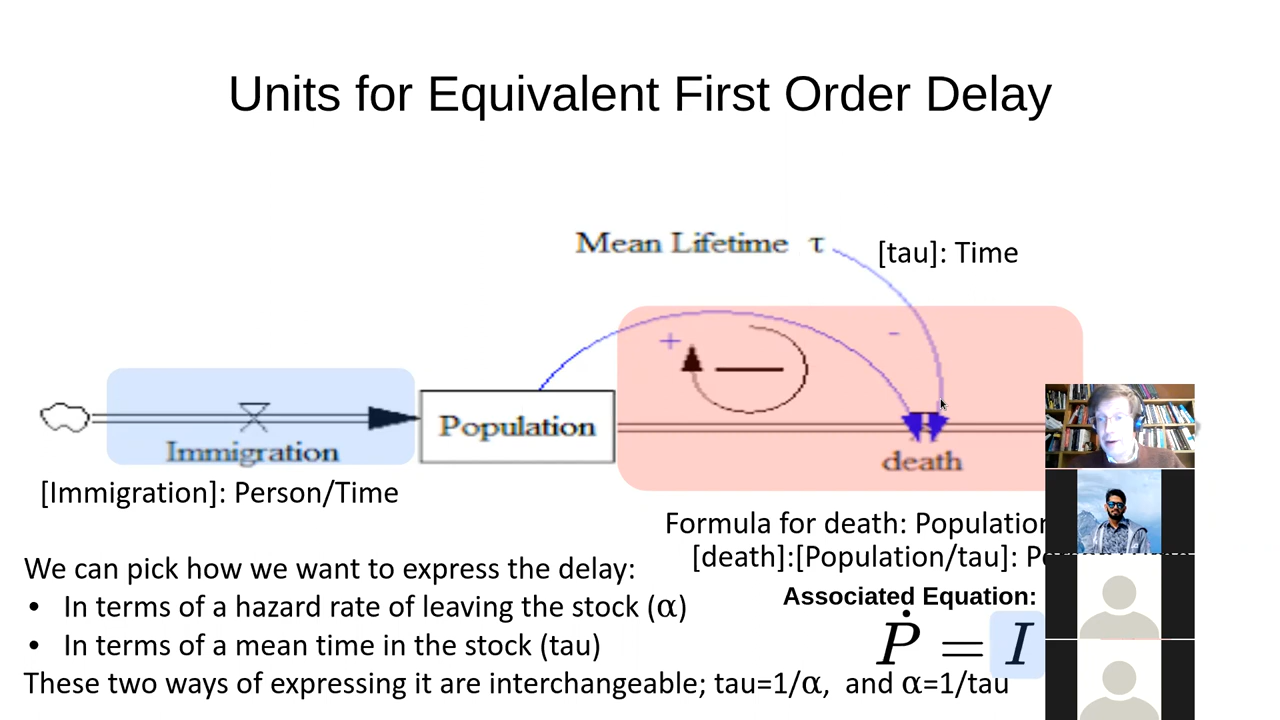 Units for Equivalent First Order Delay
Mean Lifetime τ
[tau]: Time
+
-
Population
Immigration
death
[Immigration]: Person/Time
Formula for death: Population
[death]:[Population/tau]:
We can pick how we want to express the delay:
• In terms of a hazard rate of leaving the stock (α)
• In terms of a mean time in the stock (tau)
These two ways of expressing it are interchangeable; tau=1/α, and α=1/tau
Associated Equation:
Ṗ = I